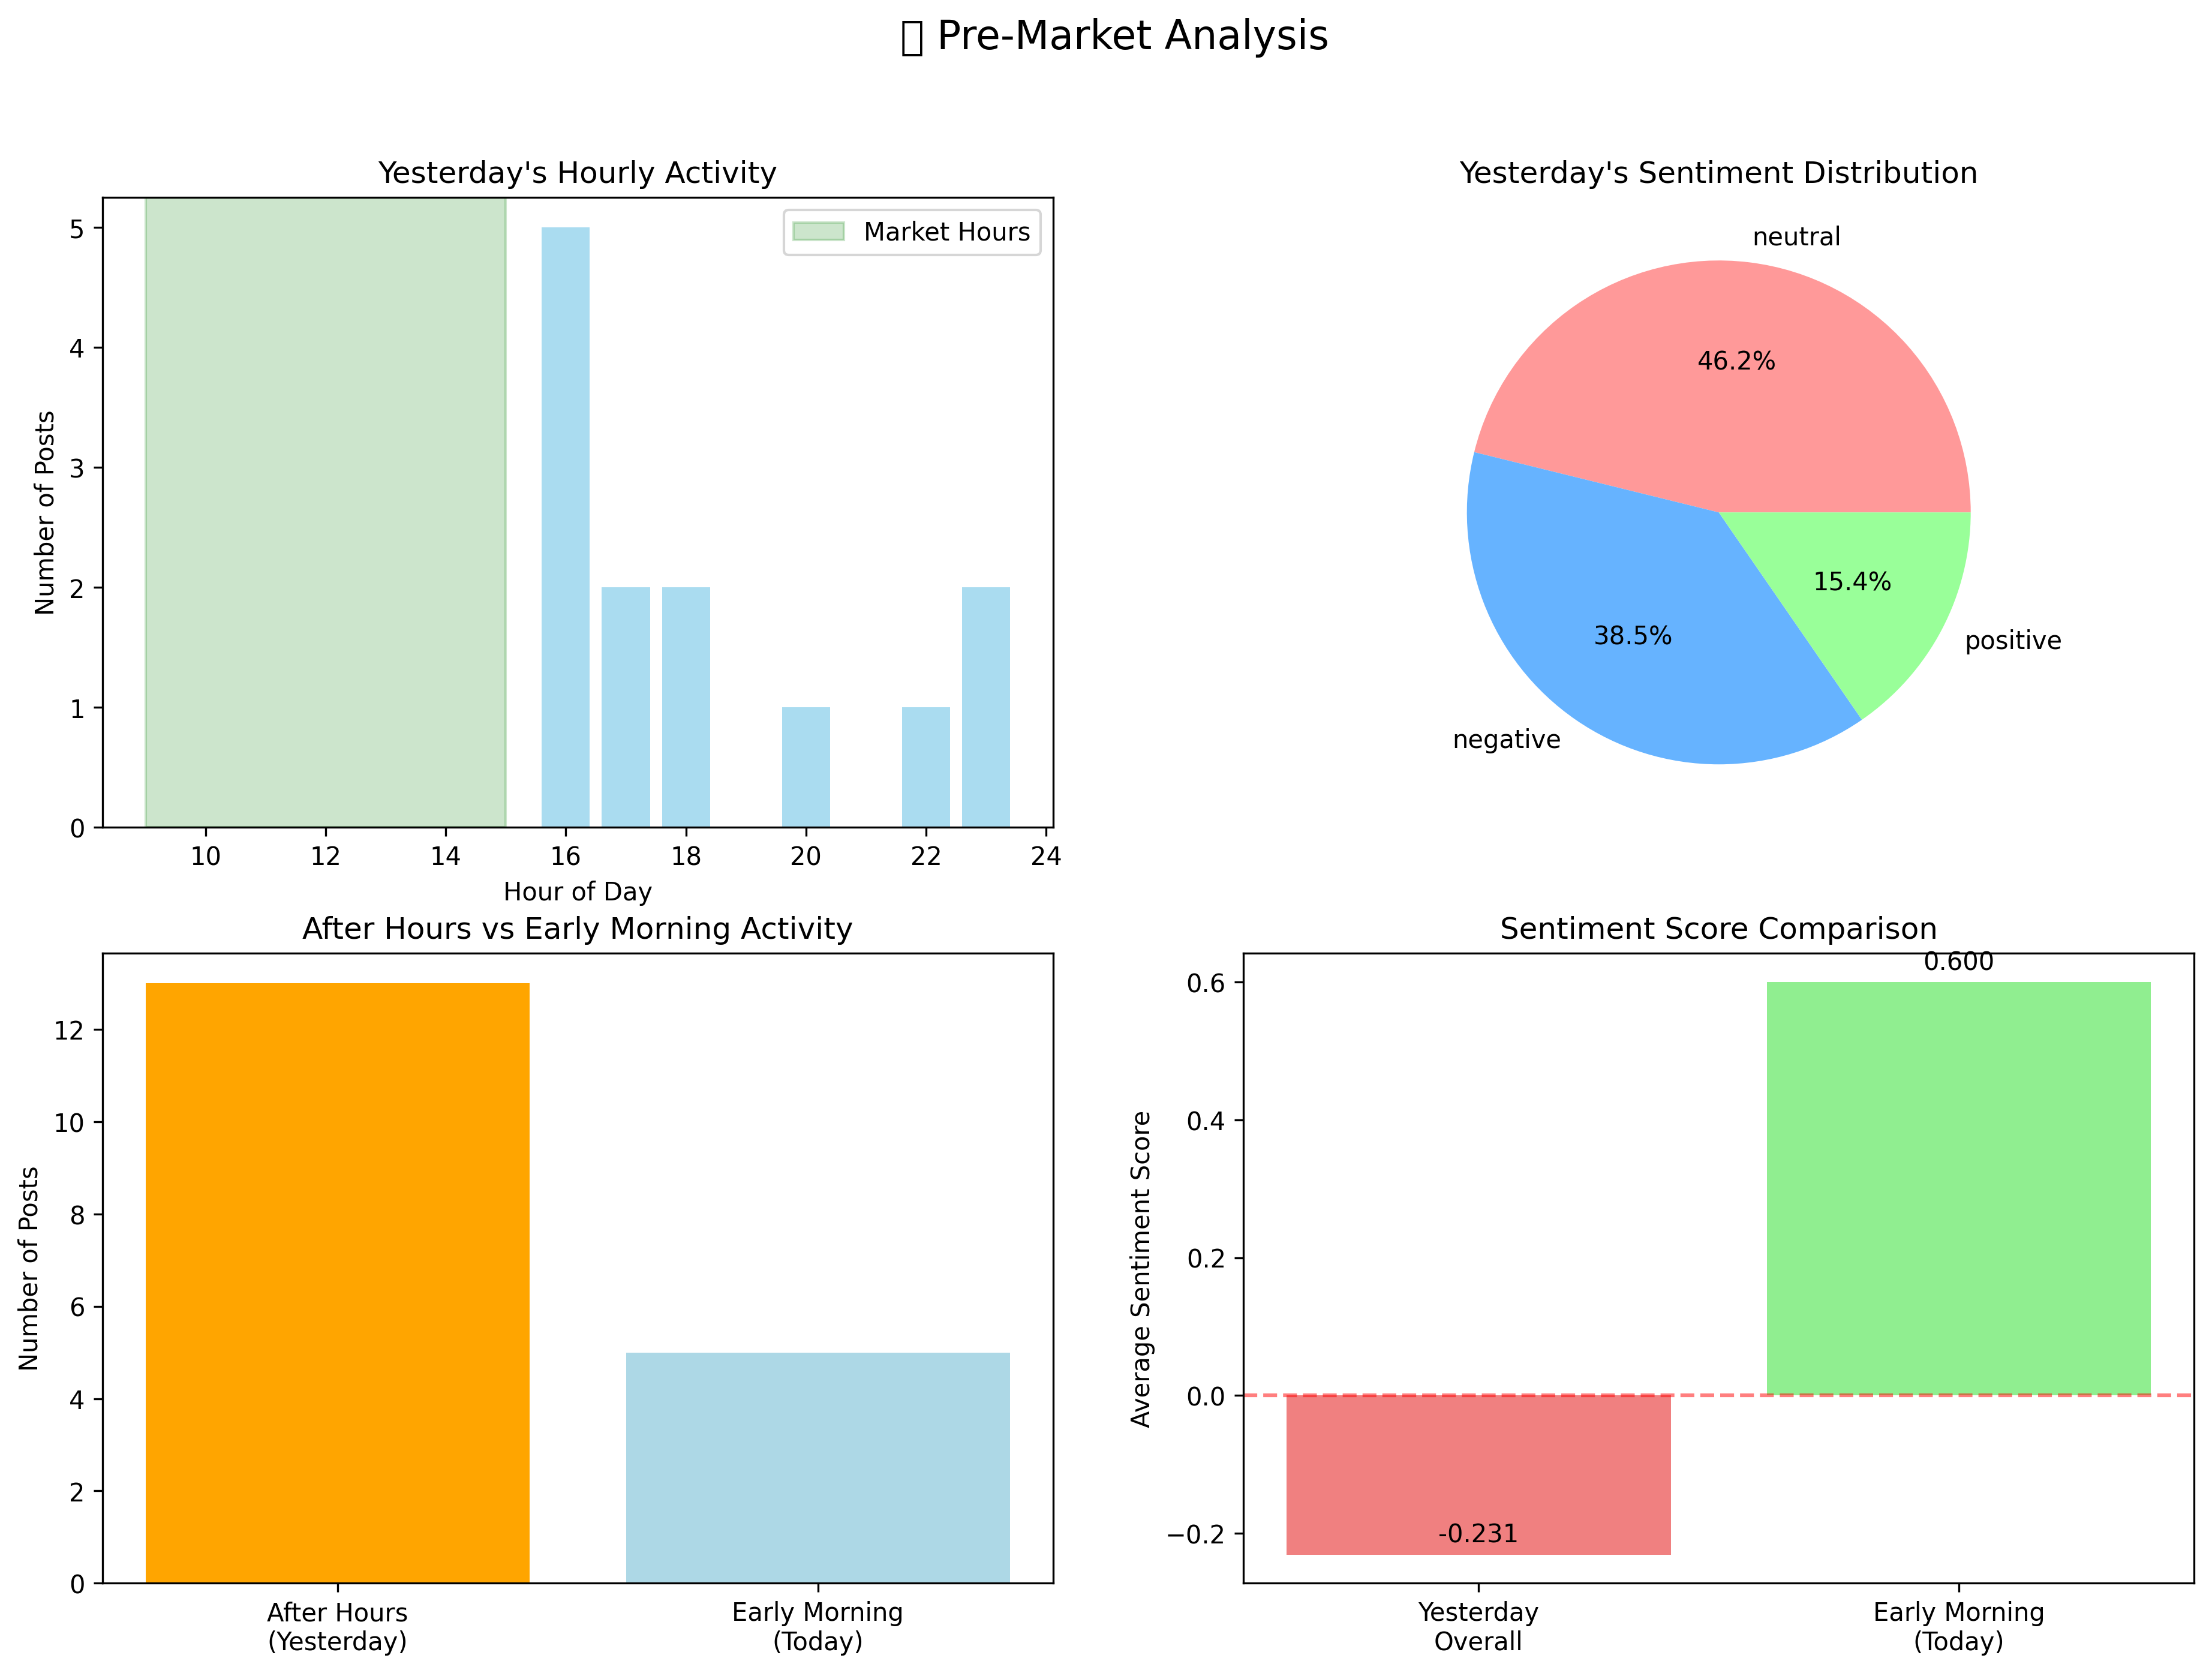 Pre-Market Analysis
Yesterday's Hourly Activity
Number of Posts
5
4
3
2
1
0
Market Hours
10 12 14 16 18 20 22 24
Hour of Day
Yesterday's Sentiment Distribution
neutral
46.2%
15.4%
38.5%
positive
negative
After Hours vs Early Morning Activity
Number of Posts
12
10
8
6
4
2
0
After Hours
(Yesterday)
Early Morning
(Today)
Sentiment Score Comparison
Average Sentiment Score
0.600
0.6
0.4
0.2
0.0
−0.2
-0.231
Yesterday
Overall
Early Morning
(Today)